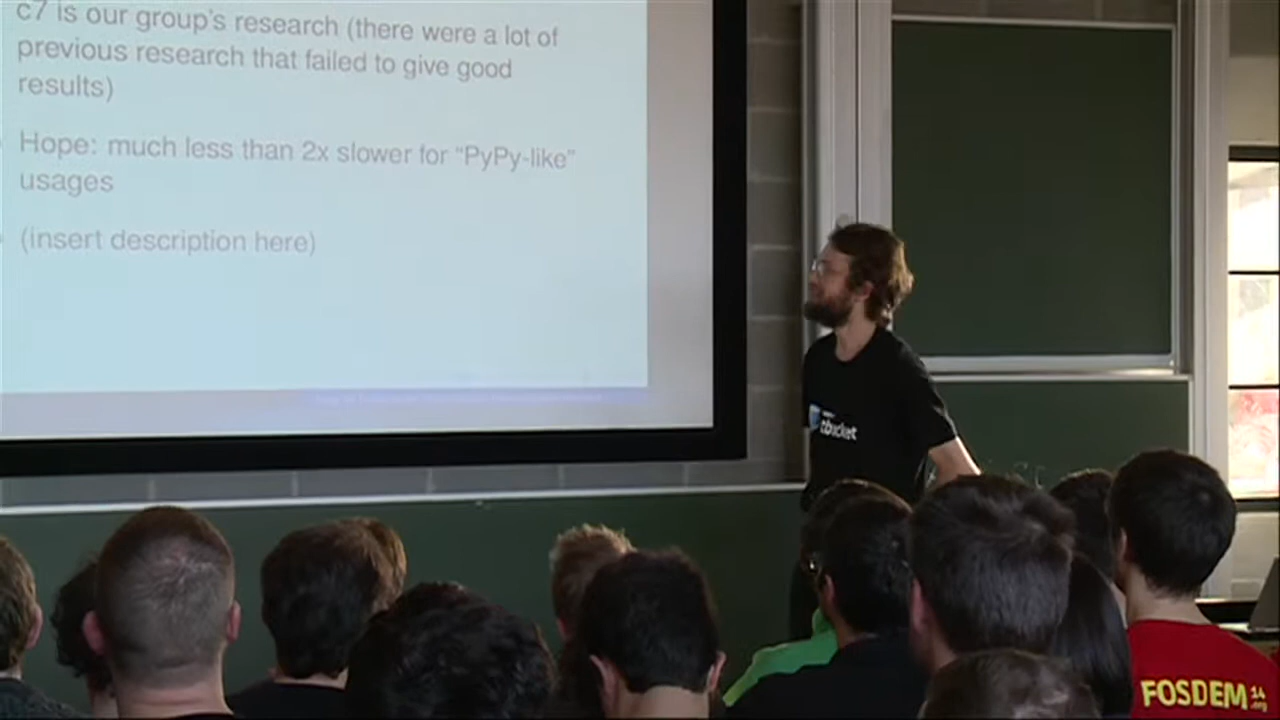 c7 is our group's research (there were a lot of
previous research that failed to give good
results)
Hope: much less than 2x slower for “PyPy-like”
usages
(insert description here)
FOSDEM 14
.org